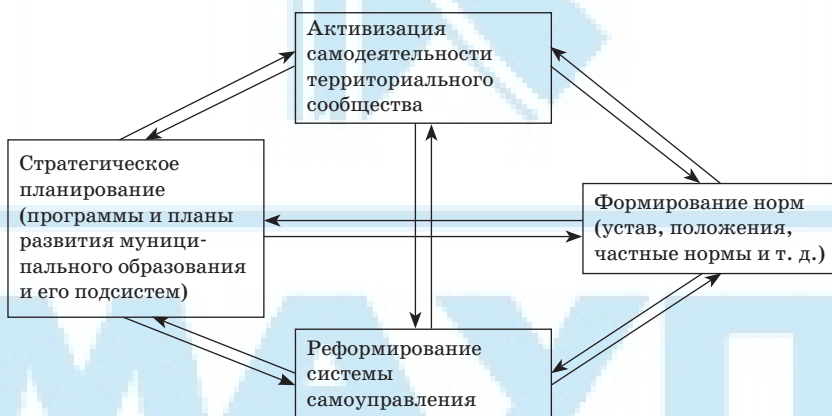 Активизация
самодеятельности
территориального
сообщества
Стратегическое
планирование
(программы и планы
развития муници-
пального образования
и его подсистем)
Формирование норм
(устав, положения,
частные нормы и т. д.)
Реформирование
системы
самоуправления
МАУП